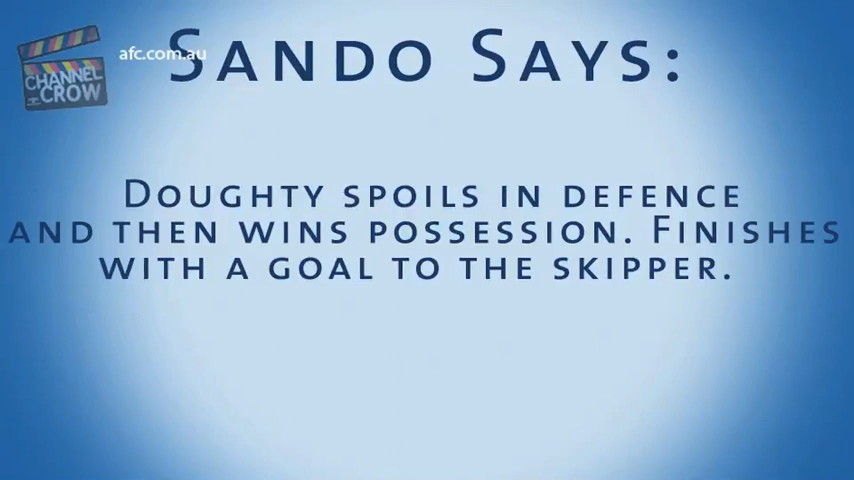 afc.com.au
CHANNEL
CROW
SANDO SAYS:
DOUGHTY SPOILS IN DEFENCE
AND THEN WINS POSSESSION. FINISHES
WITH A GOAL TO THE SKIPPER.